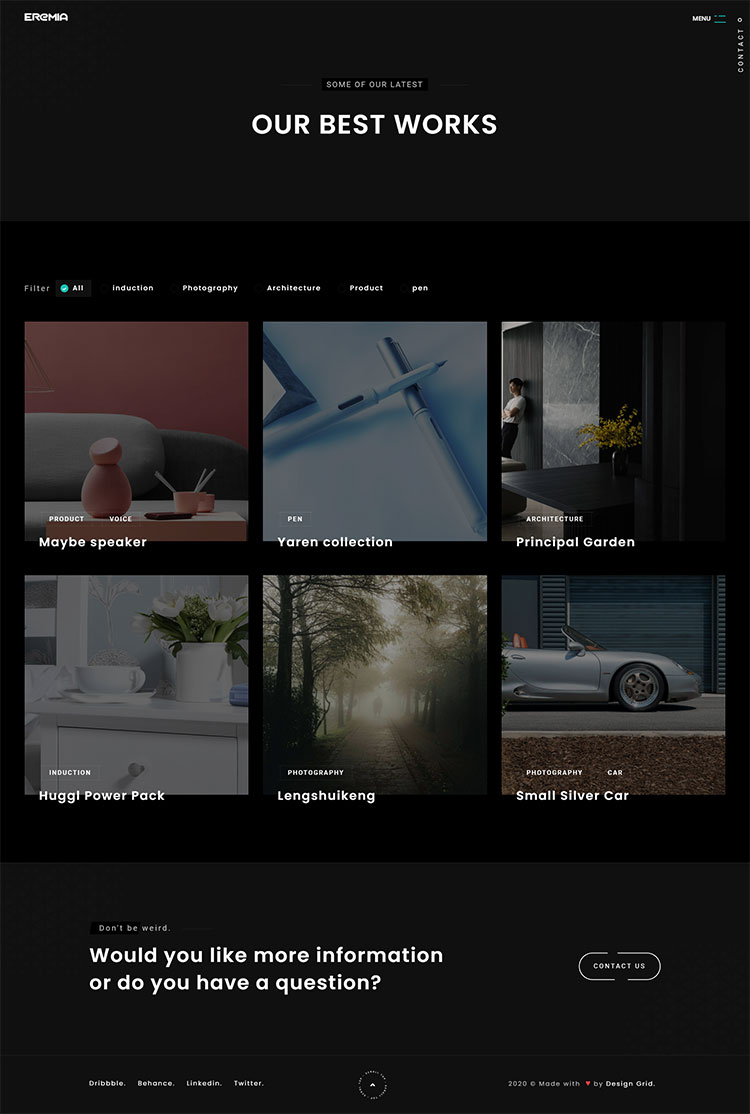 EREMIA
MENU
CONTACT
SOME OF OUR LATEST
OUR BEST WORKS
Filter All induction Photography Architecture Product pen
PRODUCT VOICE
Maybe speaker
PEN
Yaren collection
ARCHITECTURE
Principal Garden
INDUCTION
Huggl Power Pack
PHOTOGRAPHY
Lengshuikeng
PHOTOGRAPHY CAR
Small Silver Car
Don't be weird.
Would you like more information
or do you have a question?
CONTACT US
Dribbble. Behance. Linkedin. Twitter.
2020 © Made with ♥ by Design Grid.